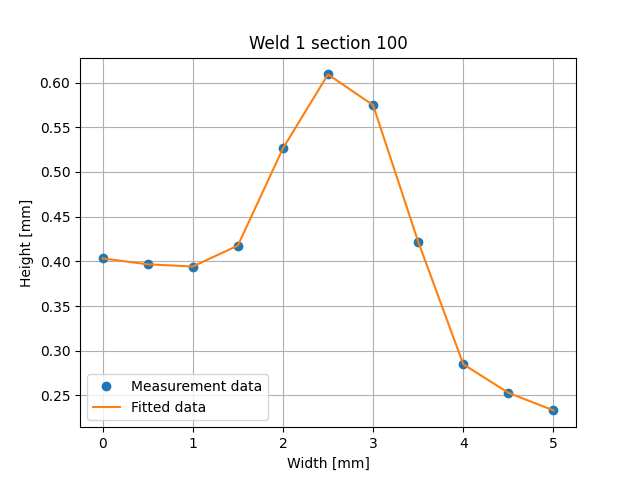 Weld 1 section 100
Height [mm]
0.60
0.55
0.50
0.45
0.40
0.35
0.30
0.25
Measurement data
Fitted data
0 1 2 3 4 5
Width [mm]